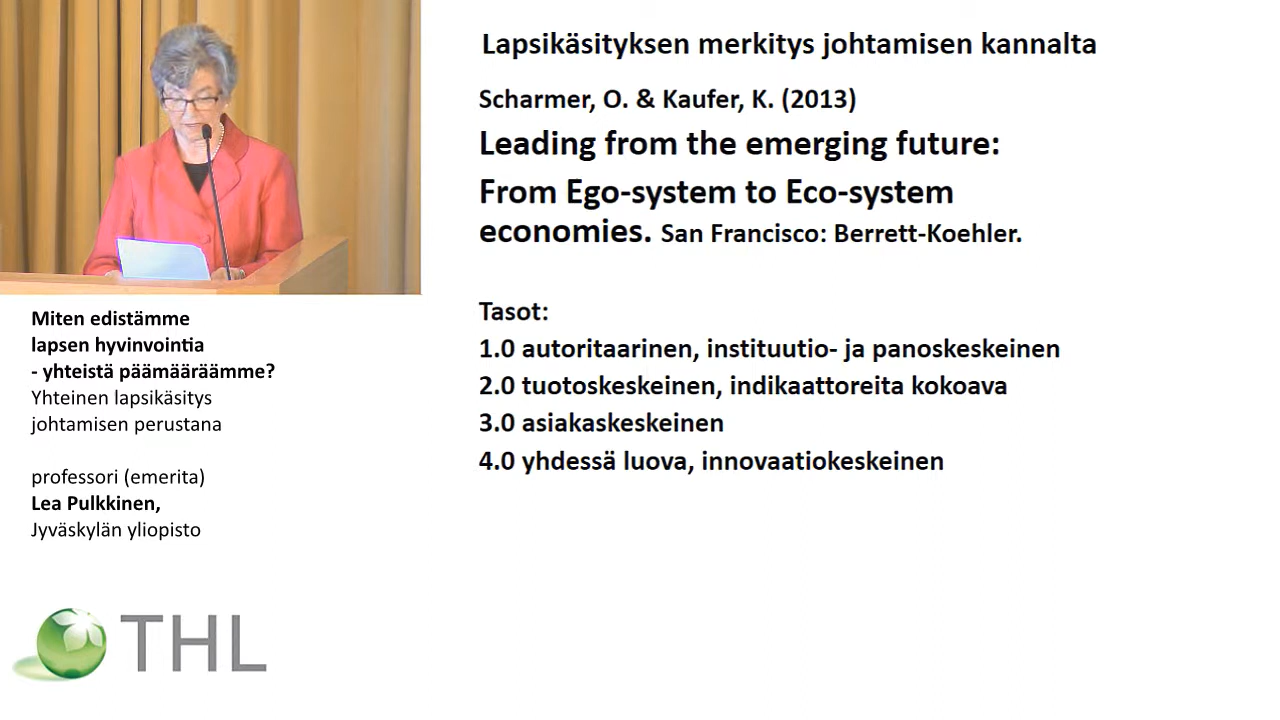 Lapsikäsityksen merkitys johtamisen kannalta
Scharmer, O. & Kaufer, K. (2013)
Leading from the emerging future:
From Ego-system to Eco-system
economies. San Francisco: Berrett-Koehler.
Tasot:
1.0 autoritaarinen, instituutio- ja panoskeskeinen
2.0 tuotoskeskeinen, indikaattoreita kokoava
3.0 asiakaskeskeinen
4.0 yhdessä luova, innovaatiokeskeinen
Miten edistämme
lapsen hyvinvointia
- yhteistä päämääräämme?
Yhteinen lapsikäsitys
johtamisen perustana
professori (emerita)
Lea Pulkkinen,
Jyväskylän yliopisto
THL